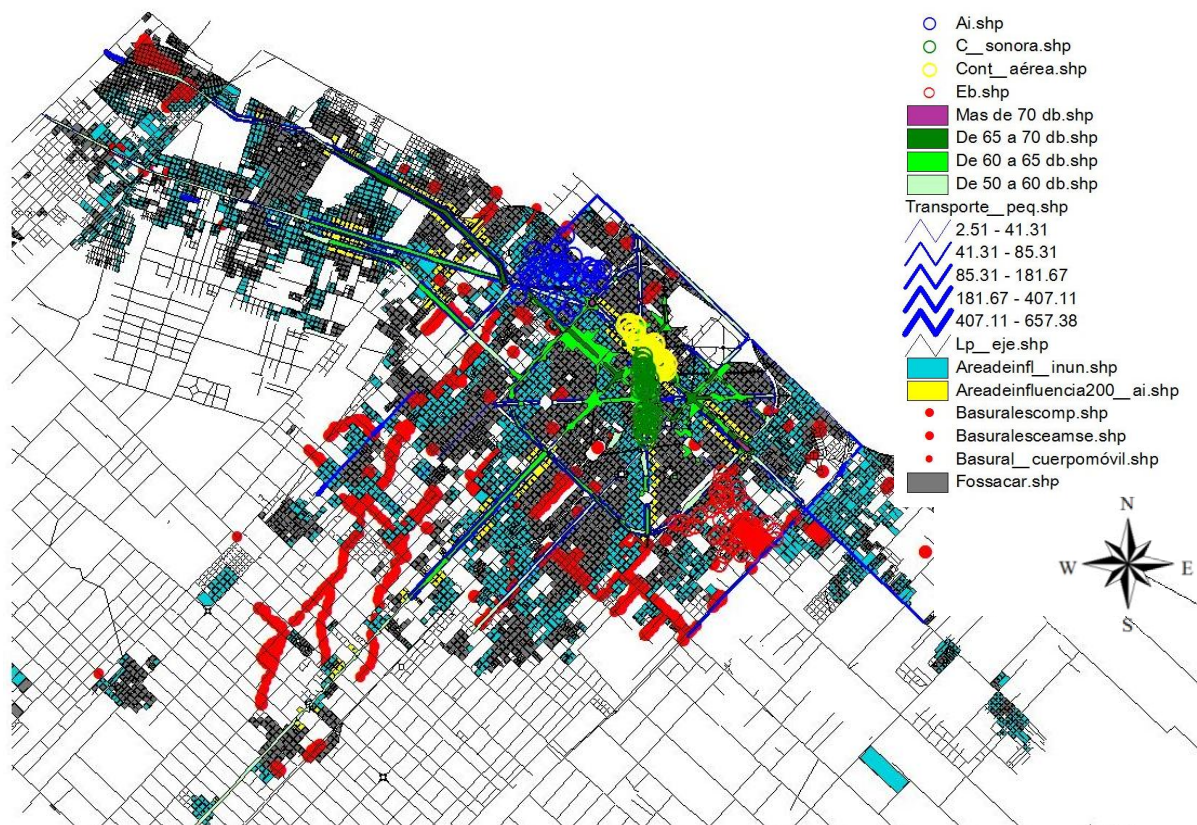 Ai.shp
C__sonora.shp
Cont__aérea.shp
Eb.shp
Mas de 70 db.shp
De 65 a 70 db.shp
De 60 a 65 db.shp
De 50 a 60 db.shp
Transporte__peq.shp
2.51 - 41.31
41.31 - 85.31
85.31 - 181.67
181.67 - 407.11
407.11 - 657.38
Lp__eje.shp
Areadeinfl__inun.shp
Areadeinfluencia200__ai.shp
Basuralescomp.shp
Basuralesceamse.shp
Basural__cuerpomóvil.shp
Fossacar.shp
N
W E
S